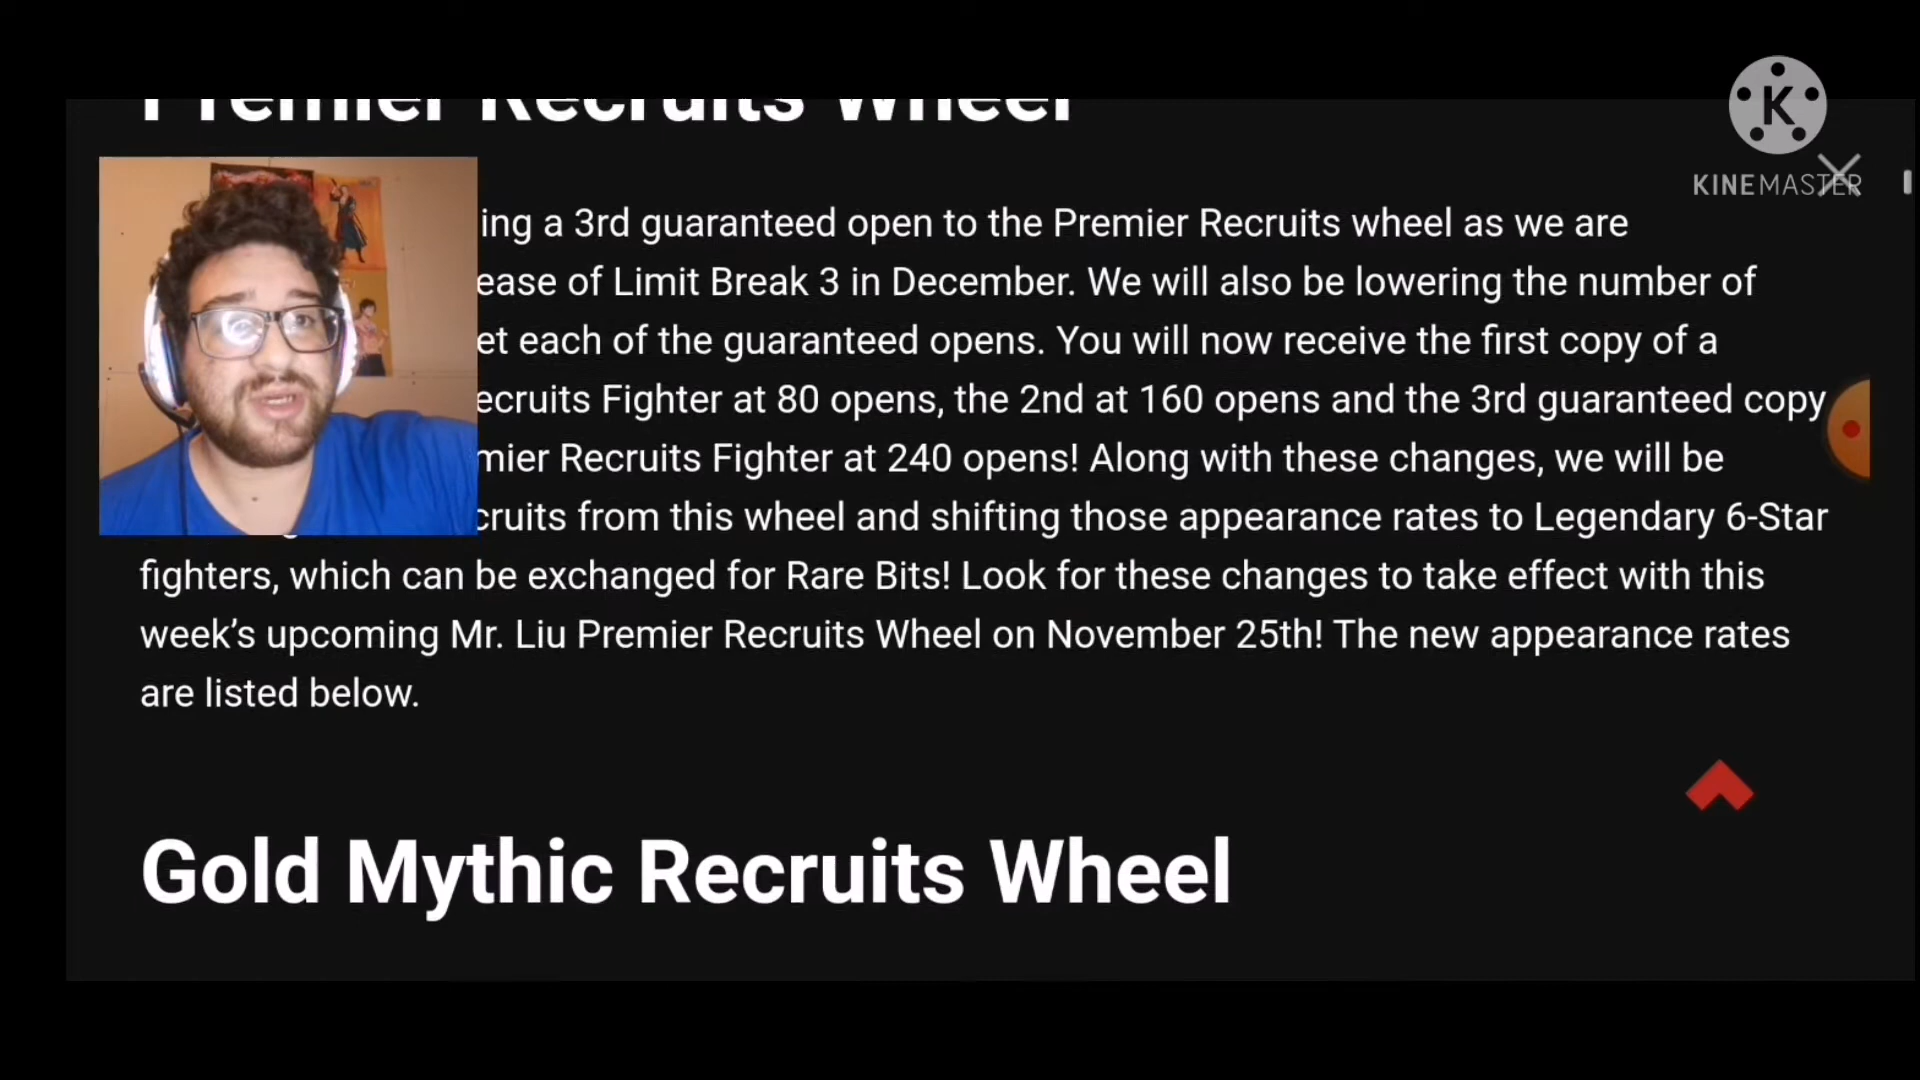 Premier Recruits Wheel
K
KINEMASTER
ing a 3rd guaranteed open to the Premier Recruits wheel as we are
ease of Limit Break 3 in December. We will also be lowering the number of
et each of the guaranteed opens. You will now receive the first copy of a
ecruits Fighter at 80 opens, the 2nd at 160 opens and the 3rd guaranteed copy
mier Recruits Fighter at 240 opens! Along with these changes, we will be
cruits from this wheel and shifting those appearance rates to Legendary 6-Star
fighters, which can be exchanged for Rare Bits! Look for these changes to take effect with this
week’s upcoming Mr. Liu Premier Recruits Wheel on November 25th! The new appearance rates
are listed below.
Gold Mythic Recruits Wheel